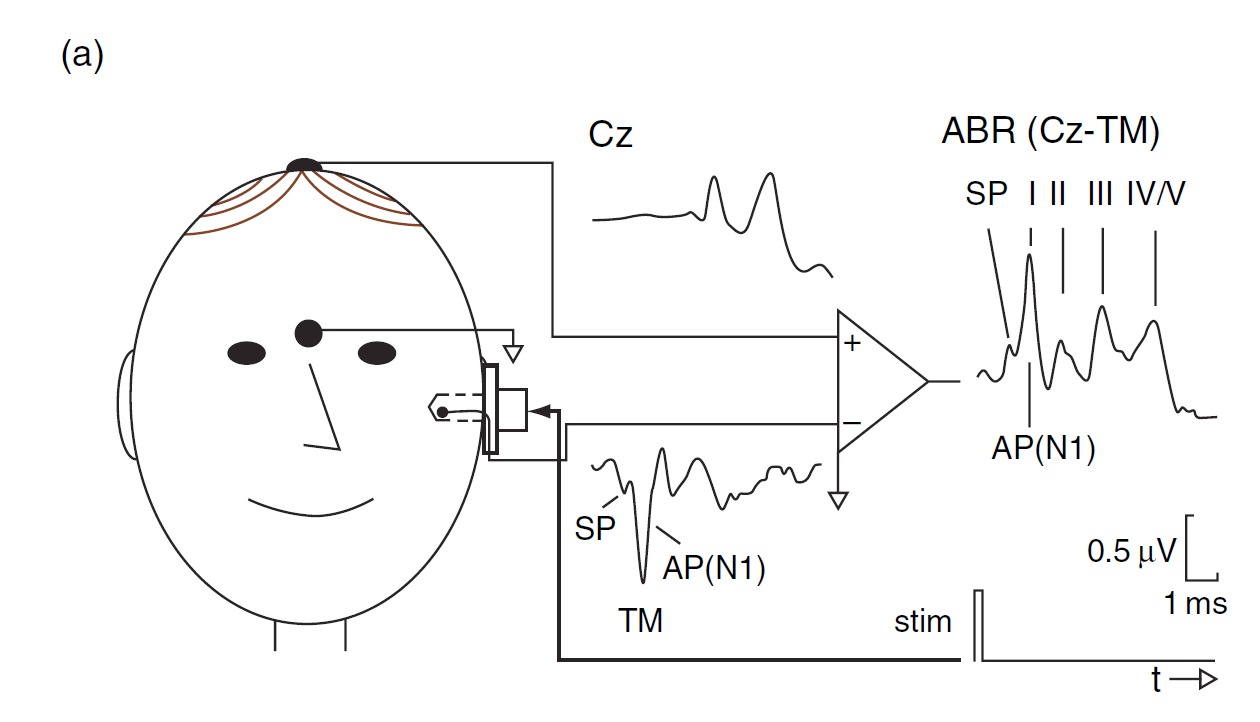 (a)
Cz
ABR (Cz-TM)
SP I II III IV/V
+
−
AP(N1)
SP
AP(N1)
TM
0.5 μV
1 ms
stim
t